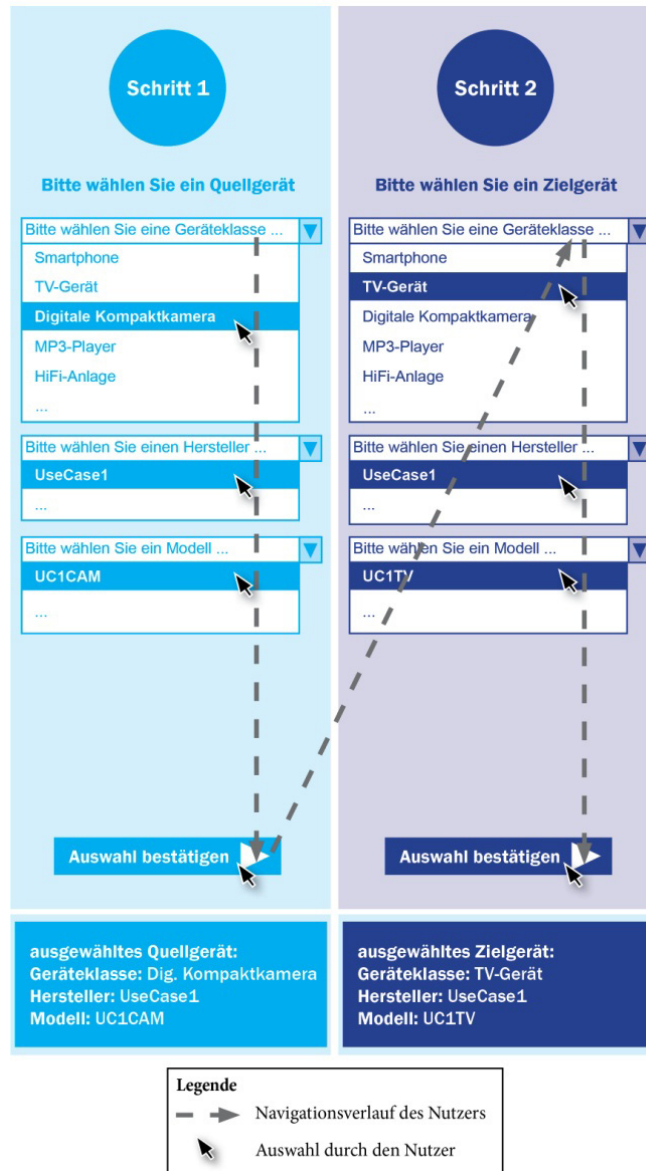 Schritt 1
Bitte wählen Sie ein Quellgerät
Bitte wählen Sie eine Geräteklasse ...
Smartphone
TV-Gerät
Digitale Kompaktkamera
MP3-Player
HiFi-Anlage
...
Bitte wählen Sie einen Hersteller ...
UseCase1
...
Bitte wählen Sie ein Modell ...
UC1CAM
...
Auswahl bestätigen
ausgewähltes Quellgerät:
Geräteklasse: Dig. Kompaktkamera
Hersteller: UseCase1
Modell: UC1CAM
Schritt 2
Bitte wählen Sie ein Zielgerät
Bitte wählen Sie eine Geräteklasse ...
Smartphone
TV-Gerät
Digitale Kompaktkamera
MP3-Player
HiFi-Anlage
...
Bitte wählen Sie einen Hersteller ...
UseCase1
...
Bitte wählen Sie ein Modell ...
UC1TV
...
Auswahl bestätigen
ausgewähltes Zielgerät:
Geräteklasse: TV-Gerät
Hersteller: UseCase1
Modell: UC1TV
Legende
Navigationsverlauf des Nutzers
Auswahl durch den Nutzer